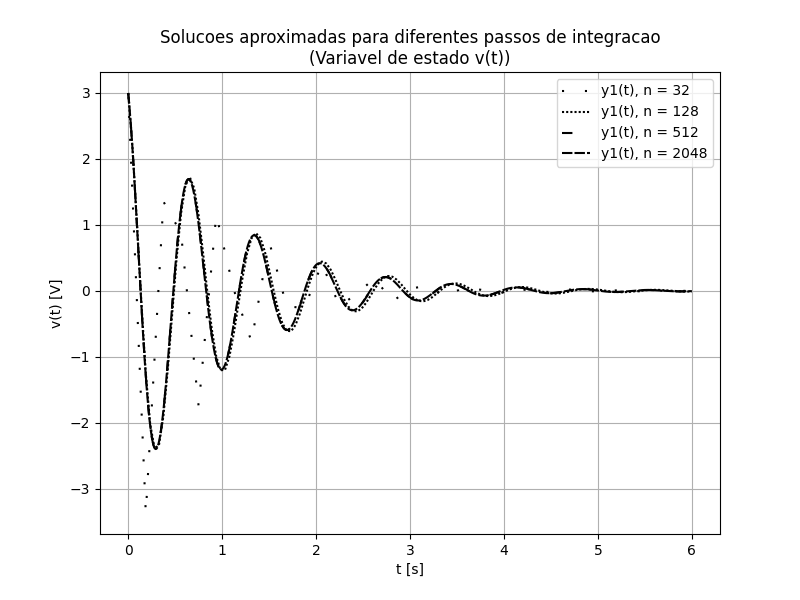 Solucoes aproximadas para diferentes passos de integracao
(Variavel de estado v(t))
y1(t), n = 32
y1(t), n = 128
y1(t), n = 512
y1(t), n = 2048
v(t) [V]
3
2
1
0
−1
−2
−3
0 1 2 3 4 5 6
t [s]